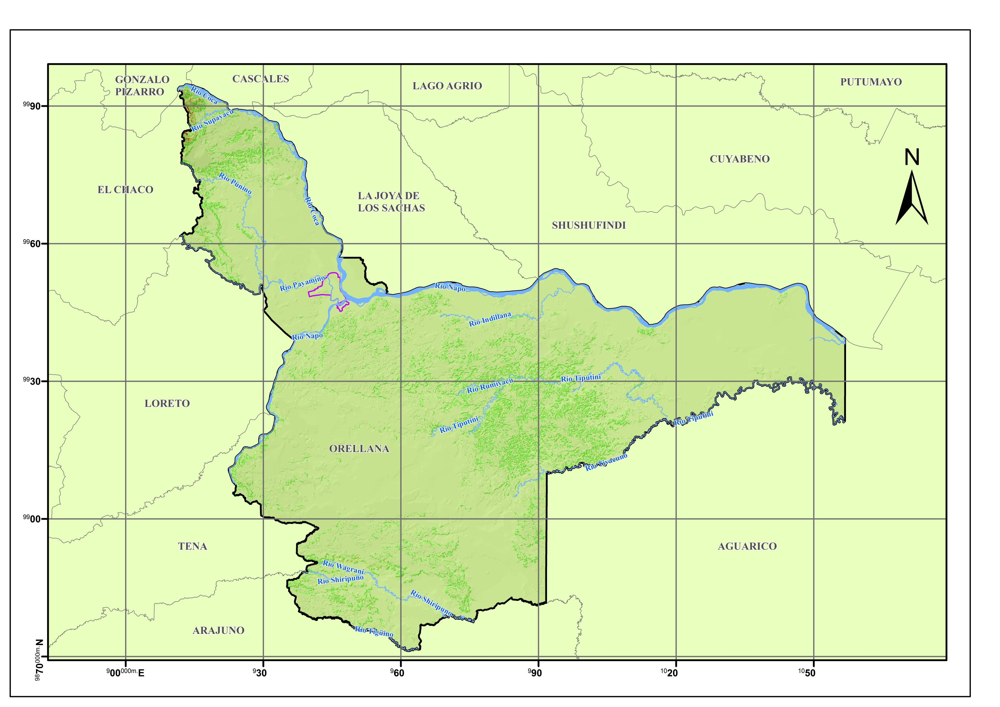 GONZALO
PIZARRO
CASCALES
LAGO AGRIO
PUTUMAYO
Río Coca
9990
Río Supayacu
N
CUYABENO
Río Punino
EL CHACO
LA JOYA DE
LOS SACHAS
Río Coca
SHUSHUFINDI
9960
Río Payamino
Río Napo
Río Indillana
Río Napo
9930
Río Rumiyacu
Río Tiputini
LORETO
Río Tiputini
Río Tiputini
ORELLANA
Río Tivacuno
9900
TENA
AGUARICO
Río Wagrani
Río Shiripuno
Río Shiripuno
ARAJUNO
Río Tigüino
9870000m.N
900000m.E
930
960
990
1020
1050